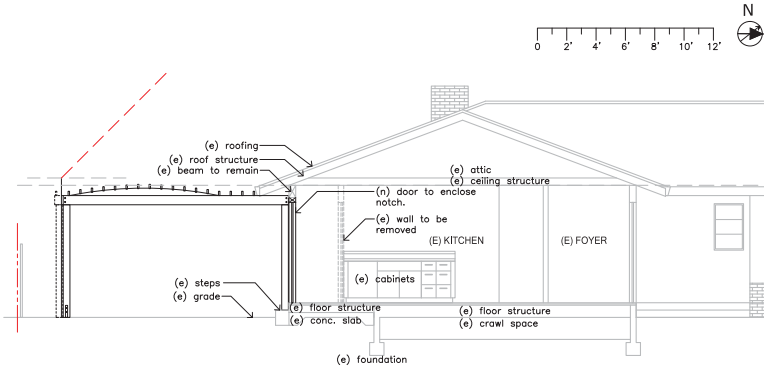 N
0 2' 4' 6' 8' 10' 12'
(e) roofing
(e) roof structure
(e) beam to remain
(e) attic
(e) ceiling structure
(n) door to enclose
notch.
(e) wall to be
removed
(E) KITCHEN
(E) FOYER
(e) cabinets
(e) steps
(e) grade
(e) floor structure
(e) conc. slab
(e) floor structure
(e) crawl space
(e) foundation